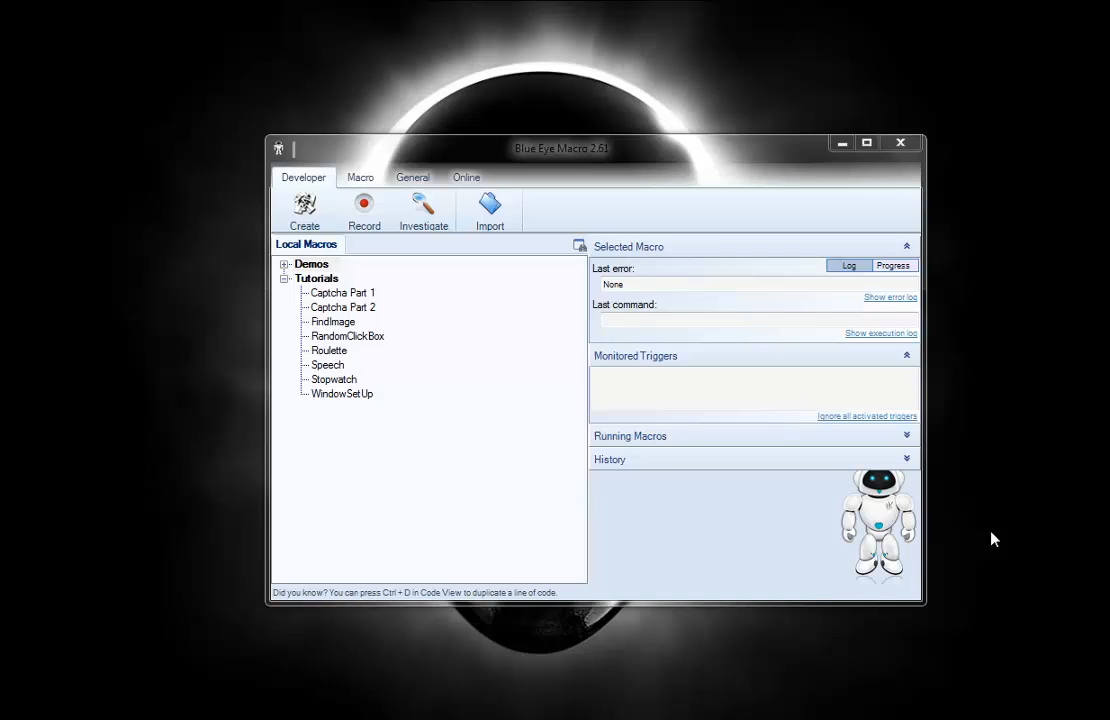 Blue Eye Macro 2.61
Developer Macro General Online
Create Record Investigate Import
Local Macros
Demos
Tutorials
Captcha Part 1
Captcha Part 2
FindImage
RandomClickBox
Roulette
Speech
Stopwatch
WindowSetUp
Selected Macro
Log Progress
Last error:
None
Show error log
Last command:
Show execution log
Monitored Triggers
Ignore all activated triggers
Running Macros
History
Did you know? You can press Ctrl + D in Code View to duplicate a line of code.